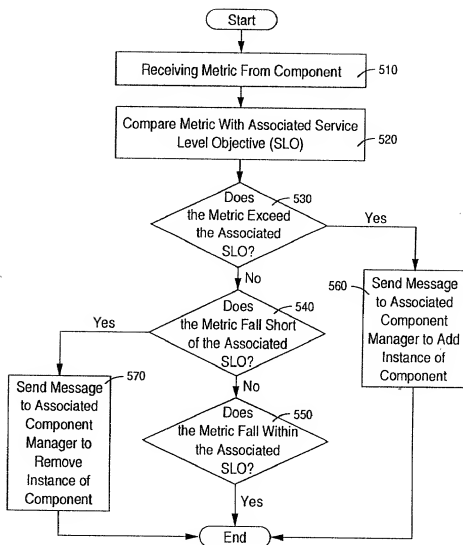 Start
Receiving Metric From Component
510
Compare Metric With Associated Service
Level Objective (SLO)
520
Does
the Metric Exceed
the Associated
SLO?
530
Yes
No
560
Send Message
to Associated
Component
Manager to Add
Instance of
Component
Does
the Metric Fall Short
of the Associated
SLO?
540
Yes
No
570
Send Message
to Associated
Component
Manager to
Remove
Instance of
Component
Does
the Metric Fall Within
the Associated
SLO?
550
Yes
End